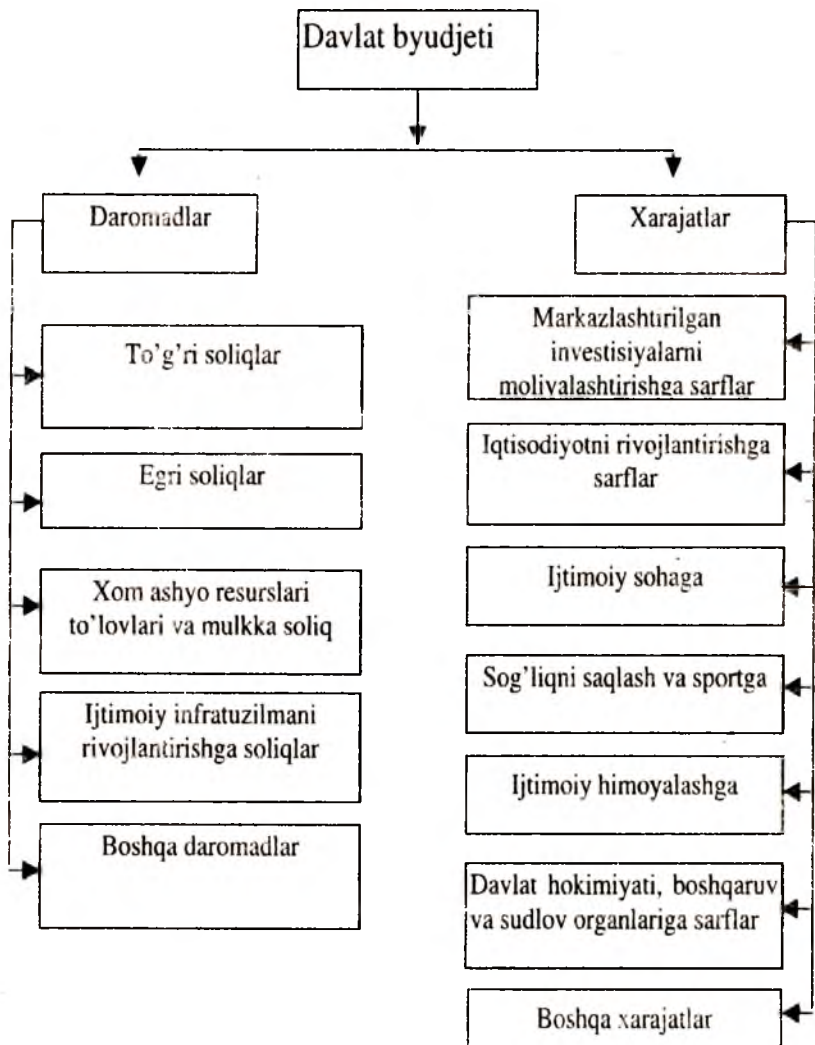 Davlat byudjeti
Daromadlar
To'g'ri soliqlar
Egri soliqlar
Xom ashyo resurslari
to'lovlari va mulkka soliq
Ijtimoiy infratuzilmani
rivojlantirishga soliqlar
Boshqa daromadlar
Xarajatlar
Markazlashtirilgan
investisiyalarni
molivalashtirishga sarflar
Iqtisodiyotni rivojlantirishga
sarflar
Ijtimoiy sohaga
Sog'liqni saqlash va sportga
Ijtimoiy himoyalashga
Davlat hokimiyati, boshqaruv
va sudlov organlariga sarflar
Boshqa xarajatlar